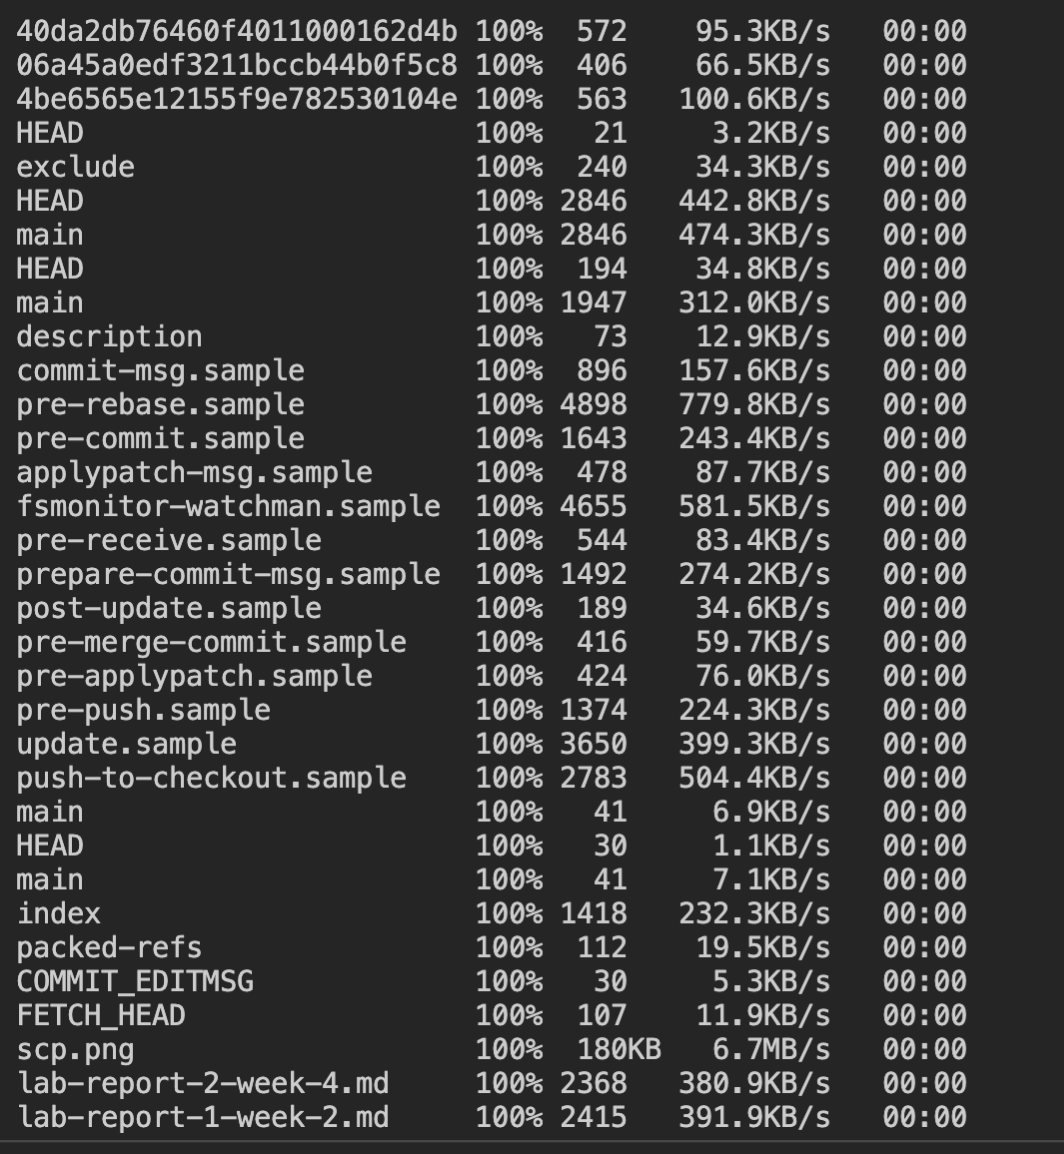 40da2db76460f4011000162d4b 100% 572 95.3KB/s 00:00
06a45a0edf3211bccb44b0f5c8 100% 406 66.5KB/s 00:00
4be6565e12155f9e782530104e 100% 563 100.6KB/s 00:00
HEAD 100% 21 3.2KB/s 00:00
exclude 100% 240 34.3KB/s 00:00
HEAD 100% 2846 442.8KB/s 00:00
main 100% 2846 474.3KB/s 00:00
HEAD 100% 194 34.8KB/s 00:00
main 100% 1947 312.0KB/s 00:00
description 100% 73 12.9KB/s 00:00
commit-msg.sample 100% 896 157.6KB/s 00:00
pre-rebase.sample 100% 4898 779.8KB/s 00:00
pre-commit.sample 100% 1643 243.4KB/s 00:00
applypatch-msg.sample 100% 478 87.7KB/s 00:00
fsmonitor-watchman.sample 100% 4655 581.5KB/s 00:00
pre-receive.sample 100% 544 83.4KB/s 00:00
prepare-commit-msg.sample 100% 1492 274.2KB/s 00:00
post-update.sample 100% 189 34.6KB/s 00:00
pre-merge-commit.sample 100% 416 59.7KB/s 00:00
pre-applypatch.sample 100% 424 76.0KB/s 00:00
pre-push.sample 100% 1374 224.3KB/s 00:00
update.sample 100% 3650 399.3KB/s 00:00
push-to-checkout.sample 100% 2783 504.4KB/s 00:00
main 100% 41 6.9KB/s 00:00
HEAD 100% 30 1.1KB/s 00:00
main 100% 41 7.1KB/s 00:00
index 100% 1418 232.3KB/s 00:00
packed-refs 100% 112 19.5KB/s 00:00
COMMIT_EDITMSG 100% 30 5.3KB/s 00:00
FETCH_HEAD 100% 107 11.9KB/s 00:00
scp.png 100% 180KB 6.7MB/s 00:00
lab-report-2-week-4.md 100% 2368 380.9KB/s 00:00
lab-report-1-week-2.md 100% 2415 391.9KB/s 00:00